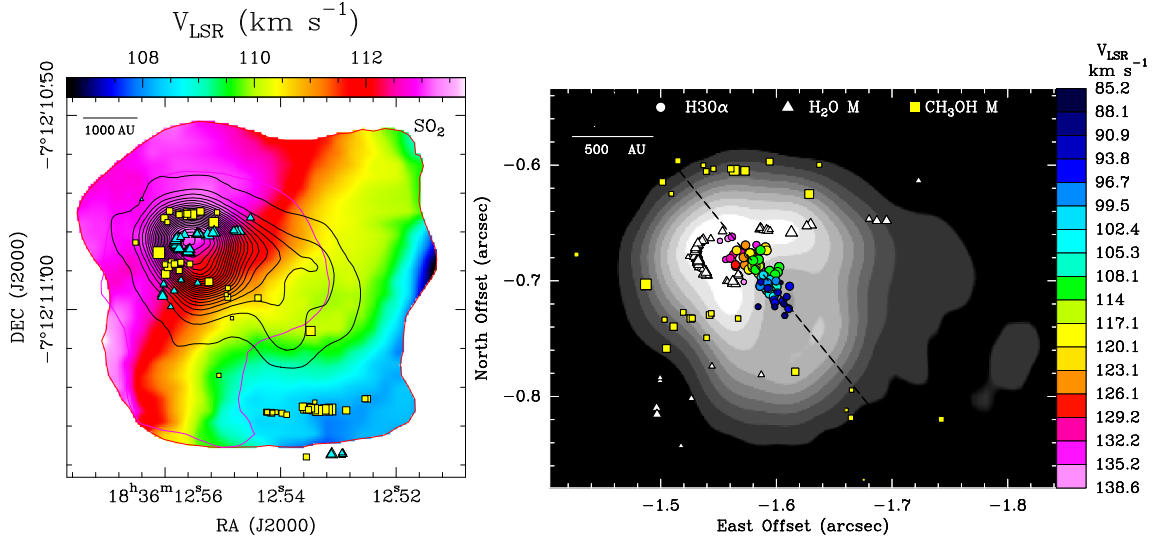 V_LSR (km s^-1)
108 110 112
1000 AU
SO₂
DEC (J2000)
-7°12'10."50
-7°12'11."00
18ʰ36ᵐ12ˢ.56 12ˢ.54 12ˢ.52
RA (J2000)
H30α H₂O M CH₃OH M
500 AU
North Offset (arcsec)
−0.6
−0.7
−0.8
−1.5 −1.6 −1.7 −1.8
East Offset (arcsec)
V_LSR
km s^-1
85.2
88.1
90.9
93.8
96.7
99.5
102.4
105.3
108.1
114
117.1
120.1
123.1
126.1
129.2
132.2
135.2
138.6